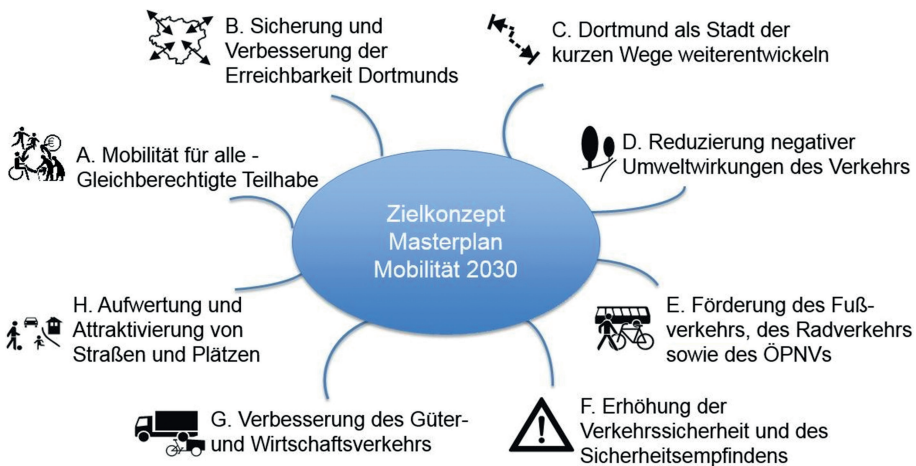 B. Sicherung und
Verbesserung der
Erreichbarkeit Dortmunds
C. Dortmund als Stadt der
kurzen Wege weiterentwickeln
A. Mobilität für alle -
Gleichberechtigte Teilhabe
€
D. Reduzierung negativer
Umweltwirkungen des Verkehrs
Zielkonzept
Masterplan
Mobilität 2030
H. Aufwertung und
Attraktivierung von
Straßen und Plätzen
E. Förderung des Fuß-
verkehrs, des Radverkehrs
sowie des ÖPNVs
G. Verbesserung des Güter-
und Wirtschaftsverkehrs
F. Erhöhung der
Verkehrssicherheit und des
Sicherheitsempfindens